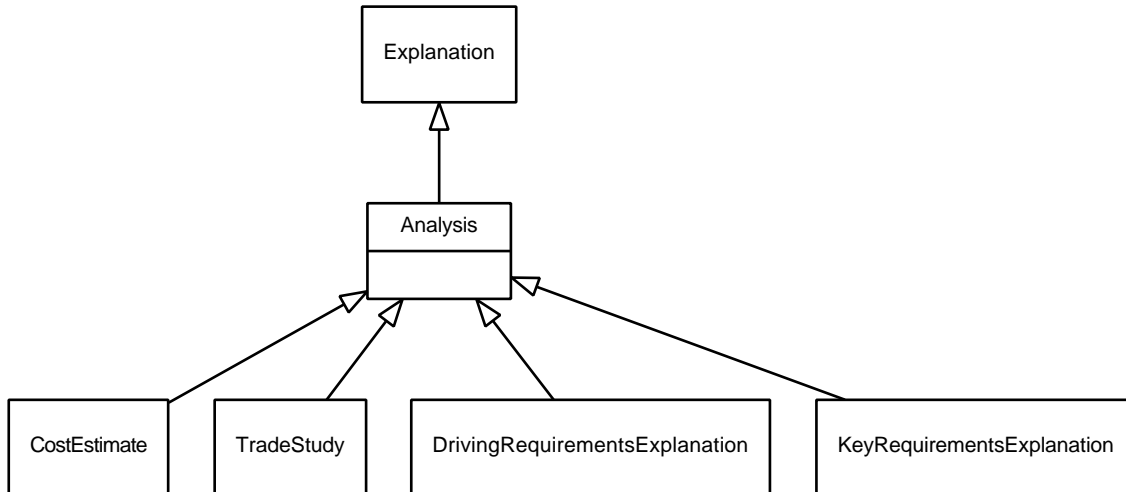 Explanation
Analysis
CostEstimate
TradeStudy
DrivingRequirementsExplanation
KeyRequirementsExplanation